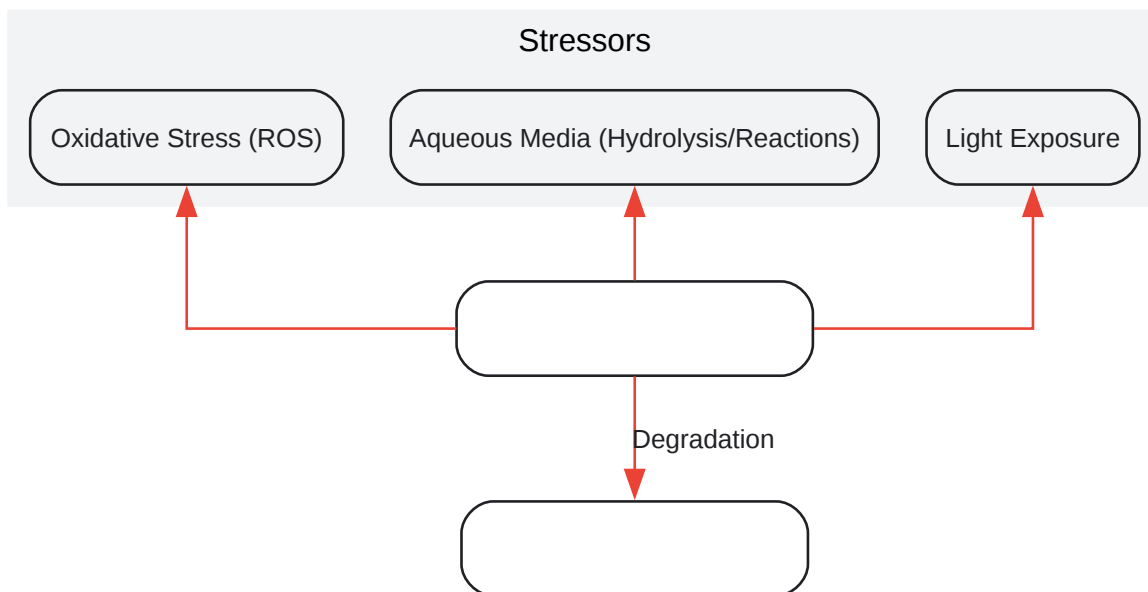 Stressors
Oxidative Stress (ROS)
Aqueous Media (Hydrolysis/Reactions)
Light Exposure
Degradation